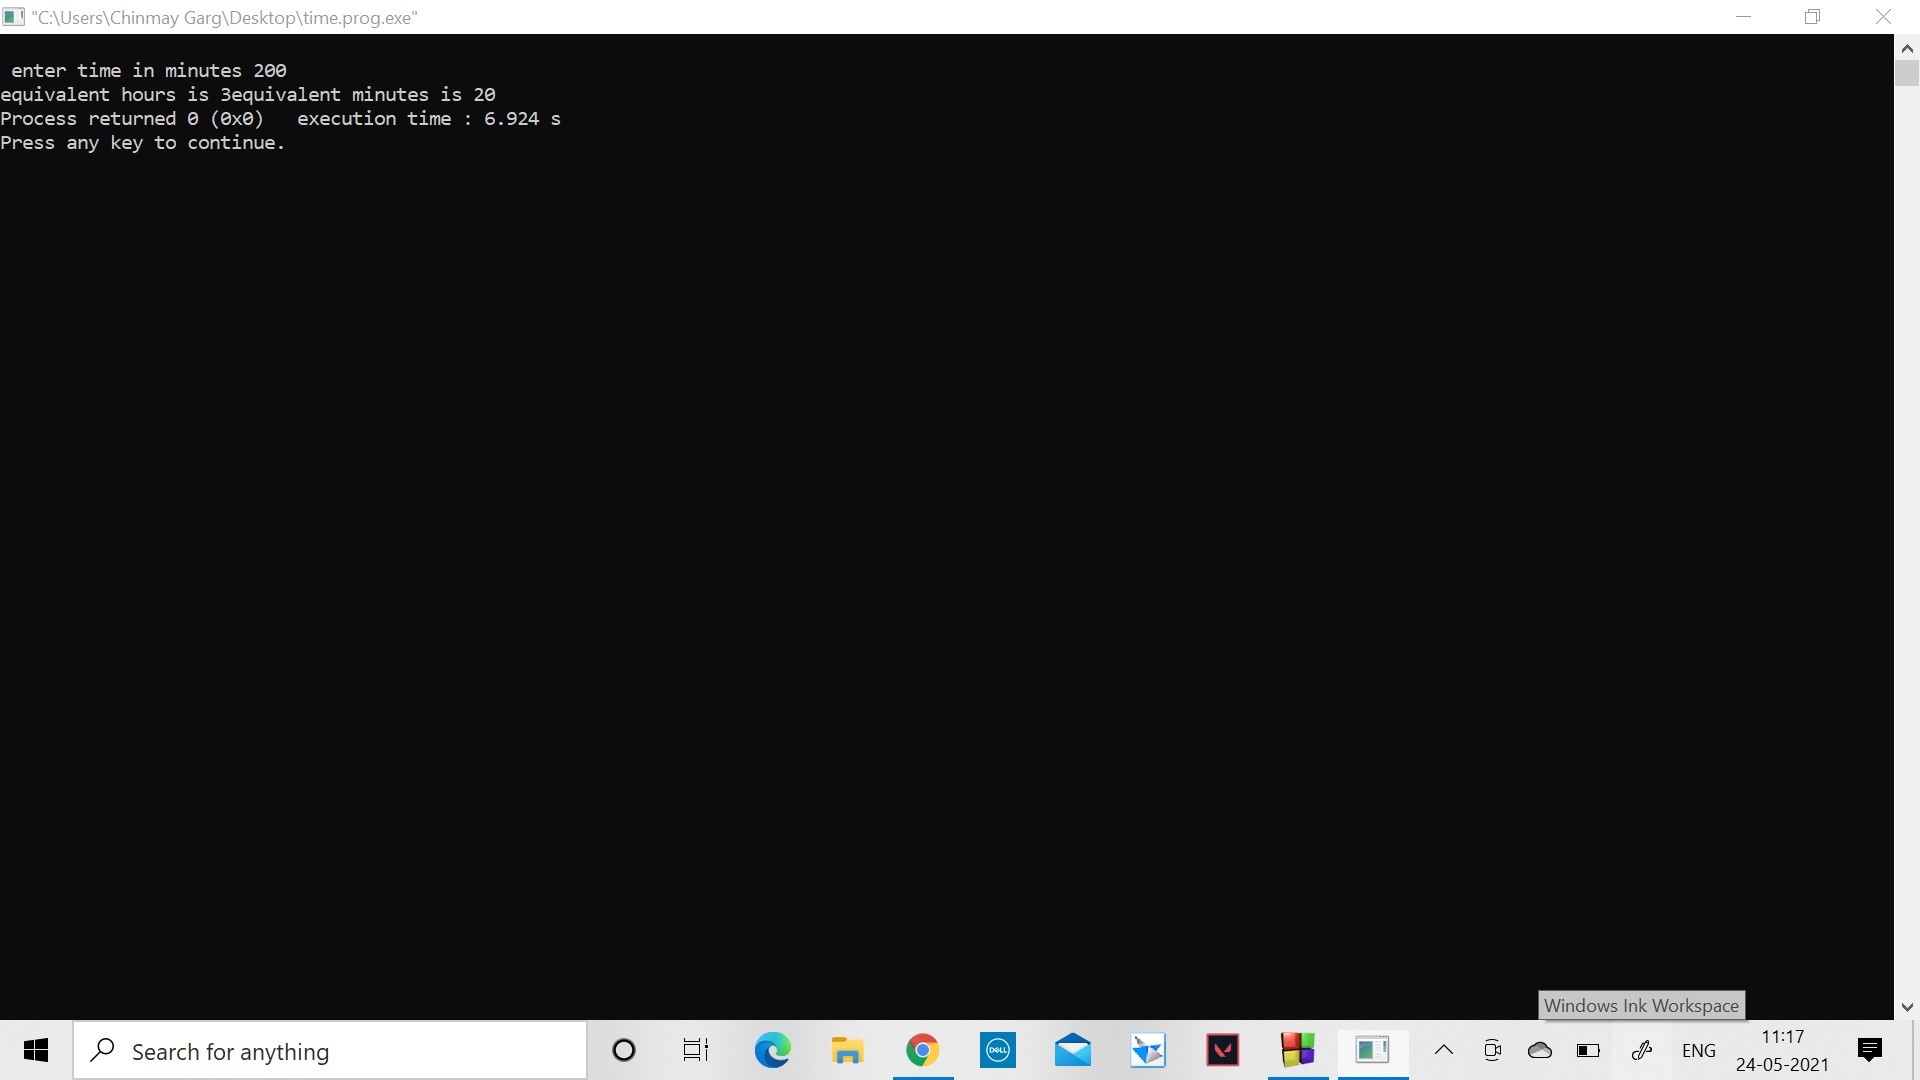 "C:\Users\Chinmay Garg\Desktop\time.prog.exe"
enter time in minutes 200
equivalent hours is 3equivalent minutes is 20
Process returned 0 (0x0)   execution time : 6.924 s
Press any key to continue.
Windows Ink Workspace
Search for anything
DELL
ENG
11:17
24-05-2021